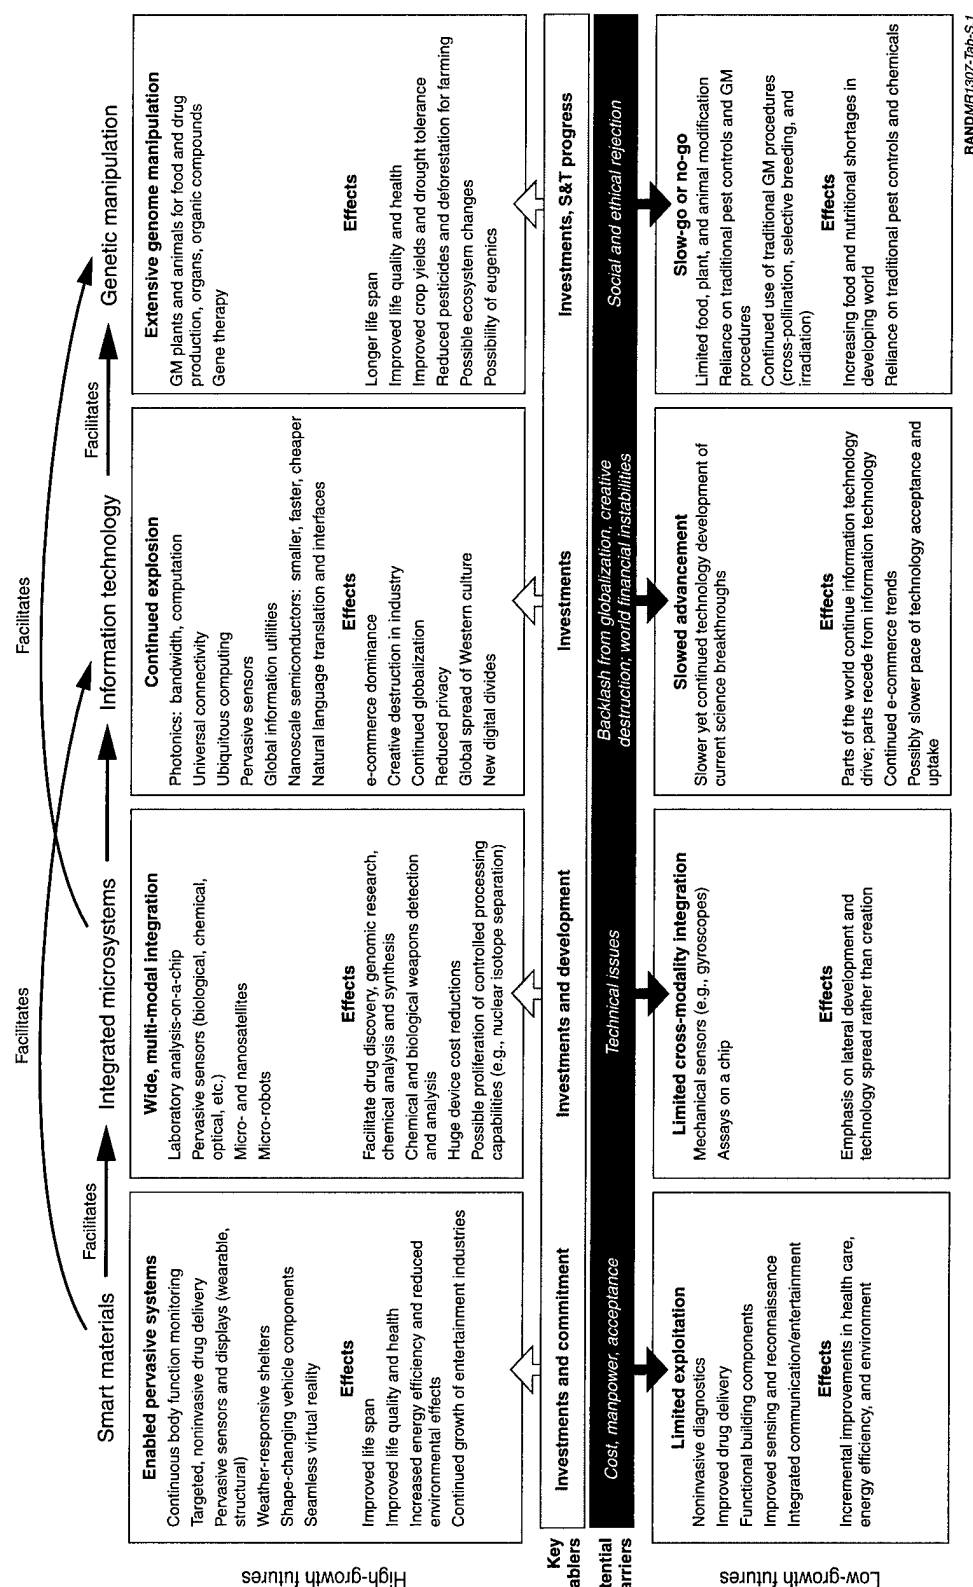 Facilitates
Facilitates
Facilitates
Facilitates
Smart materials
Integrated microsystems
Information technology
Genetic manipulation
High-growth futures
Enabled pervasive systems
Continuous body function monitoring
Targeted, noninvasive drug delivery
Pervasive sensors and displays (wearable,
structural)
Weather-responsive shelters
Shape-changing vehicle components
Seamless virtual reality
Effects
Improved life span
Improved life quality and health
Increased energy efficiency and reduced
environmental effects
Continued growth of entertainment industries
Wide, multi-modal integration
Laboratory analysis-on-a-chip
Pervasive sensors (biological, chemical,
optical, etc.)
Micro- and nanosatellites
Micro-robots
Effects
Facilitate drug discovery, genomic research,
chemical analysis and synthesis
Chemical and biological weapons detection
and analysis
Huge device cost reductions
Possible proliferation of controlled processing
capabilities (e.g., nuclear isotope separation)
Continued explosion
Photonics: bandwidth, computation
Universal connectivity
Ubiquitous computing
Pervasive sensors
Global information utilities
Nanoscale semiconductors: smaller, faster, cheaper
Natural language translation and interfaces
Effects
e-commerce dominance
Creative destruction in industry
Continued globalization
Reduced privacy
Global spread of Western culture
New digital divides
Extensive genome manipulation
GM plants and animals for food and drug
production, organs, organic compounds
Gene therapy
Effects
Longer life span
Improved life quality and health
Improved crop yields and drought tolerance
Reduced pesticides and deforestation for farming
Possible ecosystem changes
Possibility of eugenics
Key
ablers
Investments and commitment
Investments and development
Investments
Investments, S&T progress
tential
arriers
Cost, manpower, acceptance
Technical issues
Backlash from globalization, creative
destruction; world financial instabilities
Social and ethical rejection
Low-growth futures
Limited exploitation
Noninvasive diagnostics
Improved drug delivery
Functional building components
Improved sensing and reconnaissance
Integrated communication/entertainment
Effects
Incremental improvements in health care,
energy efficiency, and environment
Limited cross-modality integration
Mechanical sensors (e.g., gyroscopes)
Assays on a chip
Effects
Emphasis on lateral development and
technology spread rather than creation
Slowed advancement
Slower yet continued technology development of
current science breakthroughs
Effects
Parts of the world continue information technology
drive; parts recede from information technology
Continued e-commerce trends
Possibly slower pace of technology acceptance and
uptake
Slow-go or no-go
Limited food, plant, and animal modification
Reliance on traditional pest controls and GM
procedures
Continued use of traditional GM procedures
(cross-pollination, selective breeding, and
irradiation)
Effects
Increasing food and nutritional shortages in
developing world
Reliance on traditional pest controls and chemicals
RANDMR1307-Tab-S.1